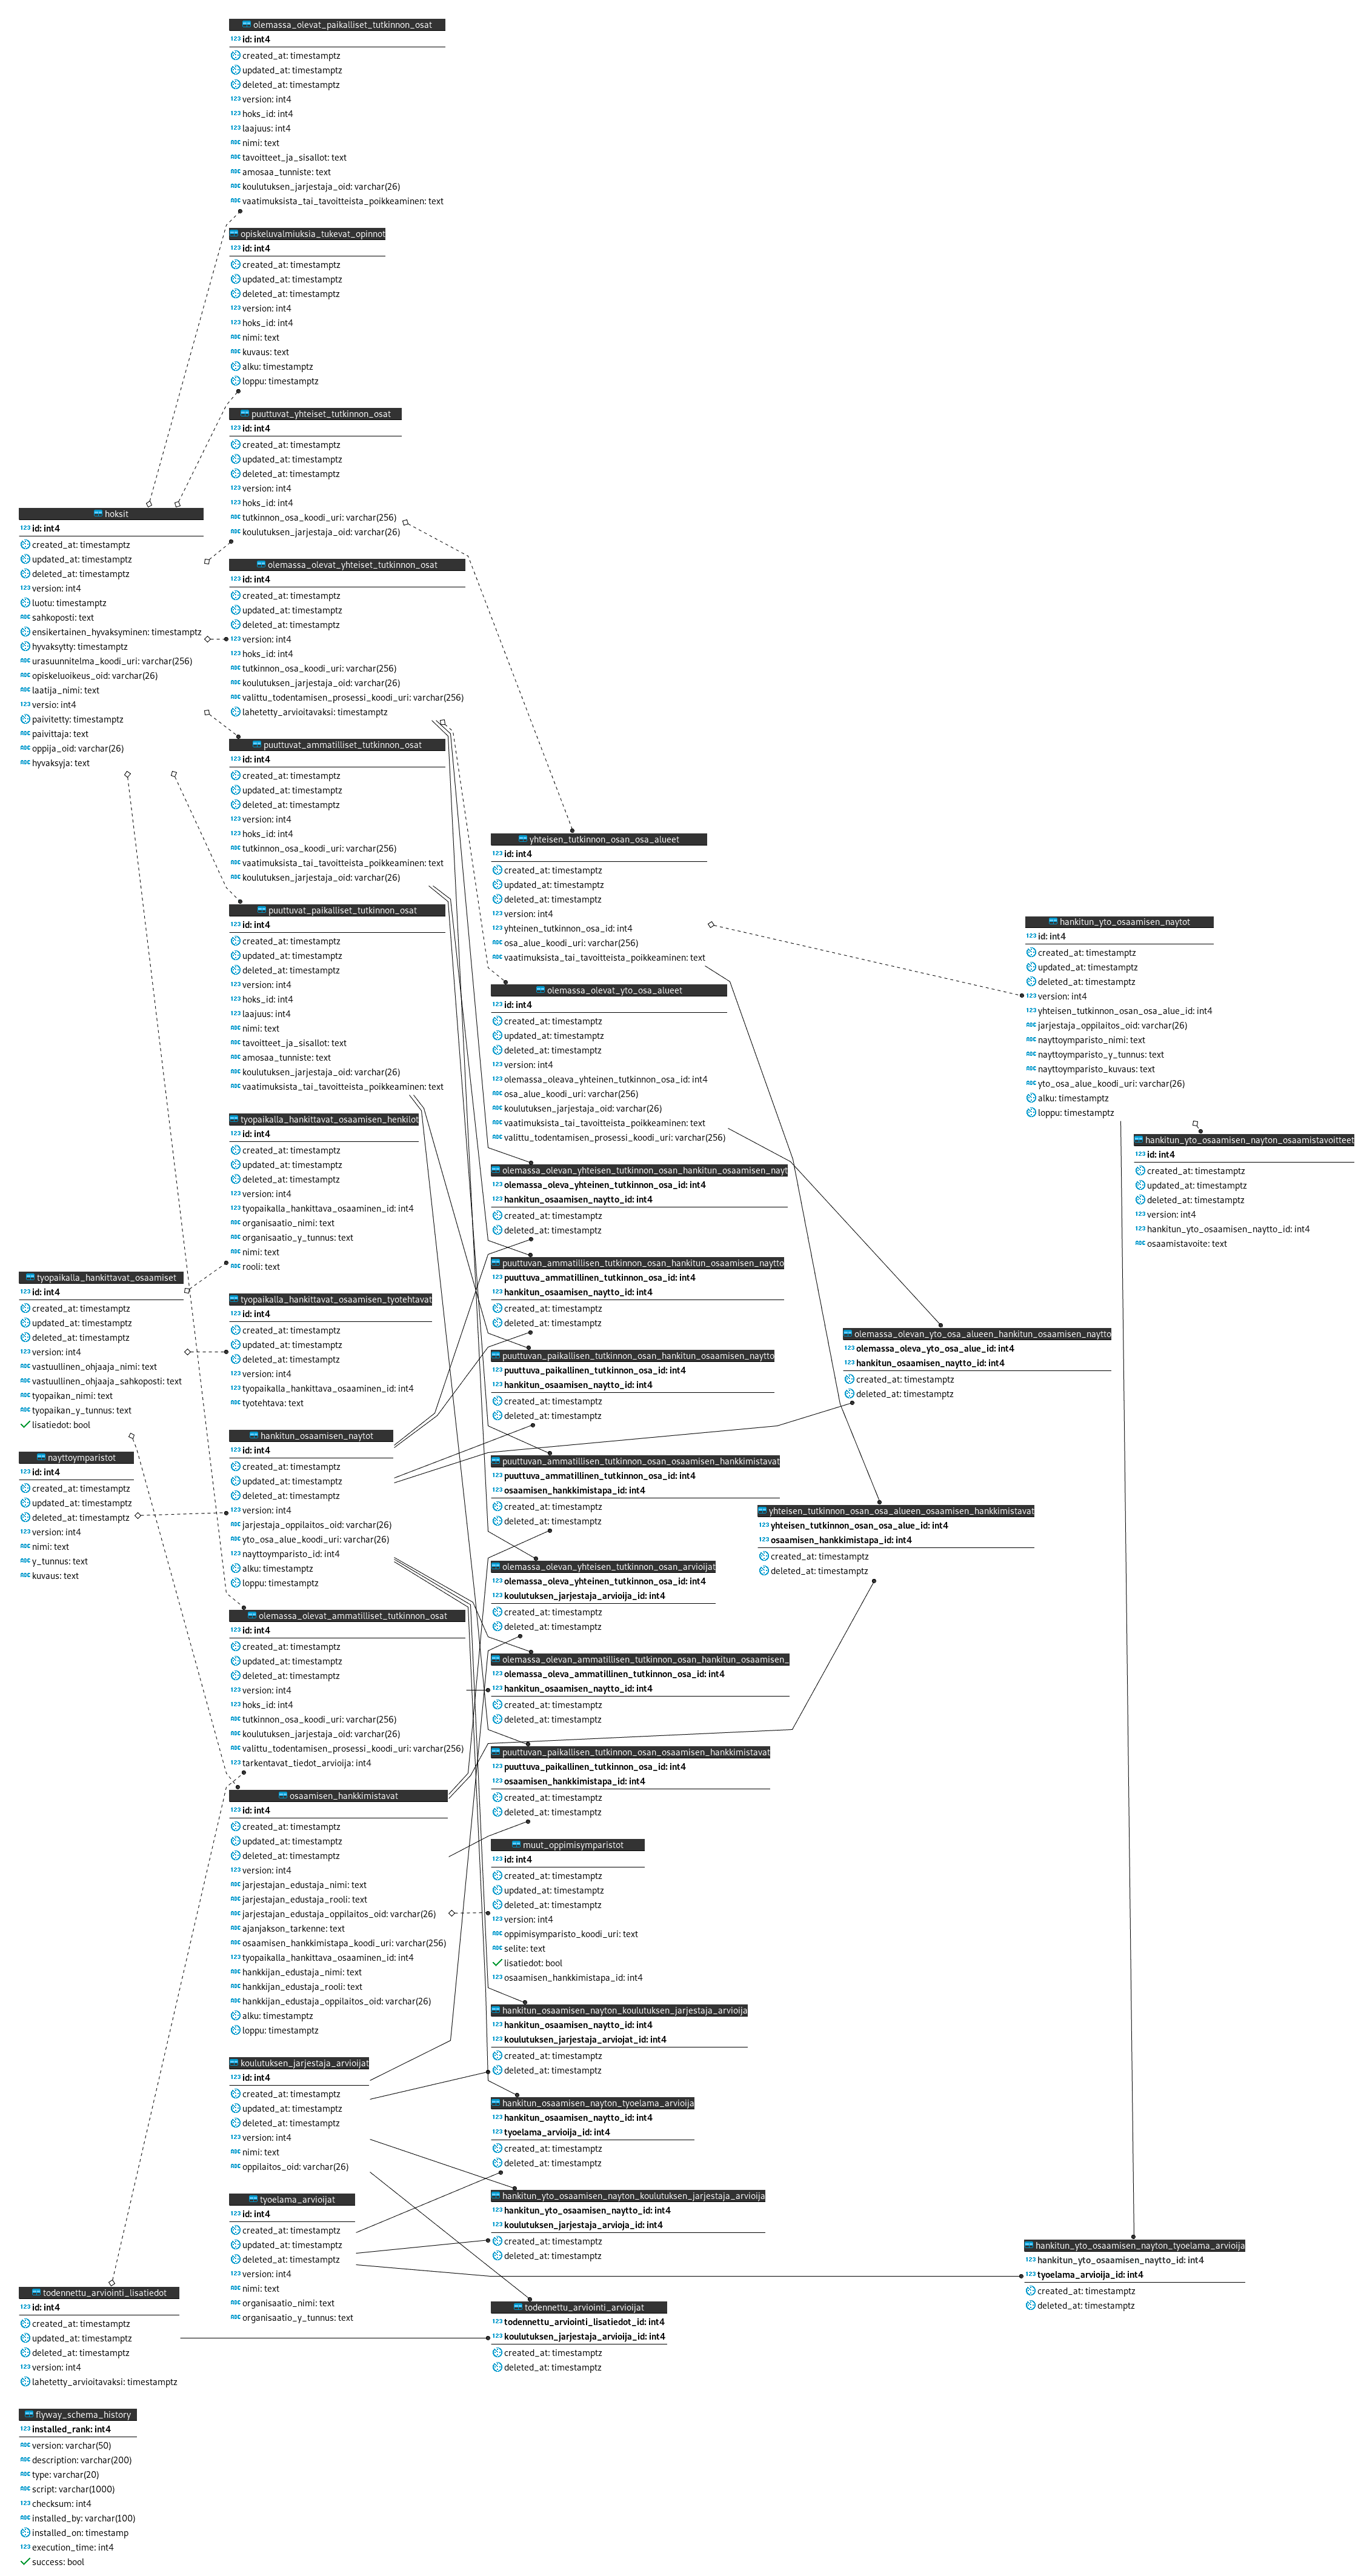 olemassa_olevat_paikalliset_tutkinnon_osat
id: int4
created_at: timestamptz
updated_at: timestamptz
deleted_at: timestamptz
version: int4
hoks_id: int4
laajuus: int4
nimi: text
tavoitteet_ja_sisallot: text
amosaa_tunniste: text
koulutuksen_jarjestaja_oid: varchar(26)
vaatimuksista_tai_tavoitteista_poikkeaminen: text
opiskeluvalmiuksia_tukevat_opinnot
id: int4
created_at: timestamptz
updated_at: timestamptz
deleted_at: timestamptz
version: int4
hoks_id: int4
nimi: text
kuvaus: text
alku: timestamptz
loppu: timestamptz
puuttuvat_yhteiset_tutkinnon_osat
id: int4
created_at: timestamptz
updated_at: timestamptz
deleted_at: timestamptz
version: int4
hoks_id: int4
tutkinnon_osa_koodi_uri: varchar(256)
koulutuksen_jarjestaja_oid: varchar(26)
hoksit
id: int4
created_at: timestamptz
updated_at: timestamptz
deleted_at: timestamptz
version: int4
luotu: timestamptz
sahkoposti: text
ensikertainen_hyvaksyminen: timestamptz
hyvaksytty: timestamptz
urasuunnitelma_koodi_uri: varchar(256)
opiskeluoikeus_oid: varchar(26)
laatija_nimi: text
versio: int4
paivitetty: timestamptz
paivittaja: text
oppija_oid: varchar(26)
hyvaksyja: text
olemassa_olevat_yhteiset_tutkinnon_osat
id: int4
created_at: timestamptz
updated_at: timestamptz
deleted_at: timestamptz
version: int4
hoks_id: int4
tutkinnon_osa_koodi_uri: varchar(256)
koulutuksen_jarjestaja_oid: varchar(26)
valittu_todentamisen_prosessi_koodi_uri: varchar(256)
lahetetty_arvioitavaksi: timestamptz
puuttuvat_ammatilliset_tutkinnon_osat
id: int4
created_at: timestamptz
updated_at: timestamptz
deleted_at: timestamptz
version: int4
hoks_id: int4
tutkinnon_osa_koodi_uri: varchar(256)
vaatimuksista_tai_tavoitteista_poikkeaminen: text
koulutuksen_jarjestaja_oid: varchar(26)
puuttuvat_paikalliset_tutkinnon_osat
id: int4
created_at: timestamptz
updated_at: timestamptz
deleted_at: timestamptz
version: int4
hoks_id: int4
laajuus: int4
nimi: text
tavoitteet_ja_sisallot: text
amosaa_tunniste: text
koulutuksen_jarjestaja_oid: varchar(26)
vaatimuksista_tai_tavoitteista_poikkeaminen: text
yhteisen_tutkinnon_osan_osa_alueet
id: int4
created_at: timestamptz
updated_at: timestamptz
deleted_at: timestamptz
version: int4
yhteinen_tutkinnon_osa_id: int4
osa_alue_koodi_uri: varchar(256)
vaatimuksista_tai_tavoitteista_poikkeaminen: text
hankitun_yto_osaamisen_naytot
id: int4
created_at: timestamptz
updated_at: timestamptz
deleted_at: timestamptz
version: int4
yhteisen_tutkinnon_osan_osa_alue_id: int4
jarjestaja_oppilaitos_oid: varchar(26)
nayttoymparisto_nimi: text
nayttoymparisto_y_tunnus: text
nayttoymparisto_kuvaus: text
yto_osa_alue_koodi_uri: varchar(26)
alku: timestamptz
loppu: timestamptz
olemassa_olevat_yto_osa_alueet
id: int4
created_at: timestamptz
updated_at: timestamptz
deleted_at: timestamptz
version: int4
olemassa_oleava_yhteinen_tutkinnon_osa_id: int4
osa_alue_koodi_uri: varchar(256)
koulutuksen_jarjestaja_oid: varchar(26)
vaatimuksista_tai_tavoitteista_poikkeaminen: text
valittu_todentamisen_prosessi_koodi_uri: varchar(256)
hankitun_yto_osaamisen_nayton_osaamistavoitteet
id: int4
created_at: timestamptz
updated_at: timestamptz
deleted_at: timestamptz
version: int4
hankitun_yto_osaamisen_naytto_id: int4
osaamistavoite: text
tyopaikalla_hankittavat_osaamisen_henkilot
id: int4
created_at: timestamptz
updated_at: timestamptz
deleted_at: timestamptz
version: int4
tyopaikalla_hankittava_osaaminen_id: int4
organisaatio_nimi: text
organisaatio_y_tunnus: text
nimi: text
rooli: text
olemassa_olevan_yhteisen_tutkinnon_osan_hankitun_osaamisen_nayt
olemassa_oleva_yhteinen_tutkinnon_osa_id: int4
hankitun_osaamisen_naytto_id: int4
created_at: timestamptz
deleted_at: timestamptz
puuttuvan_ammatillisen_tutkinnon_osan_hankitun_osaamisen_naytto
puuttuva_ammatillinen_tutkinnon_osa_id: int4
hankitun_osaamisen_naytto_id: int4
created_at: timestamptz
deleted_at: timestamptz
tyopaikalla_hankittavat_osaamiset
id: int4
created_at: timestamptz
updated_at: timestamptz
deleted_at: timestamptz
version: int4
vastuullinen_ohjaaja_nimi: text
vastuullinen_ohjaaja_sahkoposti: text
tyopaikan_nimi: text
tyopaikan_y_tunnus: text
lisatiedot: bool
tyopaikalla_hankittavat_osaamisen_tyotehtavat
id: int4
created_at: timestamptz
updated_at: timestamptz
deleted_at: timestamptz
version: int4
tyopaikalla_hankittava_osaaminen_id: int4
tyotehtava: text
puuttuvan_paikallisen_tutkinnon_osan_hankitun_osaamisen_naytto
puuttuva_paikallinen_tutkinnon_osa_id: int4
hankitun_osaamisen_naytto_id: int4
created_at: timestamptz
deleted_at: timestamptz
olemassa_olevan_yto_osa_alueen_hankitun_osaamisen_naytto
olemassa_oleva_yto_osa_alue_id: int4
hankitun_osaamisen_naytto_id: int4
created_at: timestamptz
deleted_at: timestamptz
hankitun_osaamisen_naytot
id: int4
created_at: timestamptz
updated_at: timestamptz
deleted_at: timestamptz
version: int4
jarjestaja_oppilaitos_oid: varchar(26)
yto_osa_alue_koodi_uri: varchar(26)
nayttoymparisto_id: int4
alku: timestamptz
loppu: timestamptz
nayttoymparistot
id: int4
created_at: timestamptz
updated_at: timestamptz
deleted_at: timestamptz
version: int4
nimi: text
y_tunnus: text
kuvaus: text
puuttuvan_ammatillisen_tutkinnon_osan_osaamisen_hankkimistavat
puuttuva_ammatillinen_tutkinnon_osa_id: int4
osaamisen_hankkimistapa_id: int4
created_at: timestamptz
deleted_at: timestamptz
yhteisen_tutkinnon_osan_osa_alueen_osaamisen_hankkimistavat
yhteisen_tutkinnon_osan_osa_alue_id: int4
osaamisen_hankkimistapa_id: int4
created_at: timestamptz
deleted_at: timestamptz
olemassa_olevan_yhteisen_tutkinnon_osan_arvioijat
olemassa_oleva_yhteinen_tutkinnon_osa_id: int4
koulutuksen_jarjestaja_arvioija_id: int4
created_at: timestamptz
deleted_at: timestamptz
olemassa_olevat_ammatilliset_tutkinnon_osat
id: int4
created_at: timestamptz
updated_at: timestamptz
deleted_at: timestamptz
version: int4
hoks_id: int4
tutkinnon_osa_koodi_uri: varchar(256)
koulutuksen_jarjestaja_oid: varchar(26)
valittu_todentamisen_prosessi_koodi_uri: varchar(256)
tarkentavat_tiedot_arvioija: int4
olemassa_olevan_ammatillisen_tutkinnon_osan_hankitun_osaamisen_
olemassa_oleva_ammatillinen_tutkinnon_osa_id: int4
hankitun_osaamisen_naytto_id: int4
created_at: timestamptz
deleted_at: timestamptz
puuttuvan_paikallisen_tutkinnon_osan_osaamisen_hankkimistavat
puuttuva_paikallinen_tutkinnon_osa_id: int4
osaamisen_hankkimistapa_id: int4
created_at: timestamptz
deleted_at: timestamptz
osaamisen_hankkimistavat
id: int4
created_at: timestamptz
updated_at: timestamptz
deleted_at: timestamptz
version: int4
jarjestajan_edustaja_nimi: text
jarjestajan_edustaja_rooli: text
jarjestajan_edustaja_oppilaitos_oid: varchar(26)
ajanjakson_tarkenne: text
osaamisen_hankkimistapa_koodi_uri: varchar(256)
tyopaikalla_hankittava_osaaminen_id: int4
hankkijan_edustaja_nimi: text
hankkijan_edustaja_rooli: text
hankkijan_edustaja_oppilaitos_oid: varchar(26)
alku: timestamptz
loppu: timestamptz
muut_oppimisymparistot
id: int4
created_at: timestamptz
updated_at: timestamptz
deleted_at: timestamptz
version: int4
oppimisymparisto_koodi_uri: text
selite: text
lisatiedot: bool
osaamisen_hankkimistapa_id: int4
hankitun_osaamisen_nayton_koulutuksen_jarjestaja_arvioija
hankitun_osaamisen_naytto_id: int4
koulutuksen_jarjestaja_arviojat_id: int4
created_at: timestamptz
deleted_at: timestamptz
koulutuksen_jarjestaja_arvioijat
id: int4
created_at: timestamptz
updated_at: timestamptz
deleted_at: timestamptz
version: int4
nimi: text
oppilaitos_oid: varchar(26)
hankitun_osaamisen_nayton_tyoelama_arvioija
hankitun_osaamisen_naytto_id: int4
tyoelama_arvioija_id: int4
created_at: timestamptz
deleted_at: timestamptz
tyoelama_arvioijat
id: int4
created_at: timestamptz
updated_at: timestamptz
deleted_at: timestamptz
version: int4
nimi: text
organisaatio_nimi: text
organisaatio_y_tunnus: text
hankitun_yto_osaamisen_nayton_koulutuksen_jarjestaja_arvioija
hankitun_yto_osaamisen_naytto_id: int4
koulutuksen_jarjestaja_arvioja_id: int4
created_at: timestamptz
deleted_at: timestamptz
hankitun_yto_osaamisen_nayton_tyoelama_arvioija
hankitun_yto_osaamisen_naytto_id: int4
tyoelama_arvioija_id: int4
created_at: timestamptz
deleted_at: timestamptz
todennettu_arviointi_lisatiedot
id: int4
created_at: timestamptz
updated_at: timestamptz
deleted_at: timestamptz
version: int4
lahetetty_arvioitavaksi: timestamptz
todennettu_arviointi_arvioijat
todennettu_arviointi_lisatiedot_id: int4
koulutuksen_jarjestaja_arvioija_id: int4
created_at: timestamptz
deleted_at: timestamptz
flyway_schema_history
installed_rank: int4
version: varchar(50)
description: varchar(200)
type: varchar(20)
script: varchar(1000)
checksum: int4
installed_by: varchar(100)
installed_on: timestamp
execution_time: int4
success: bool